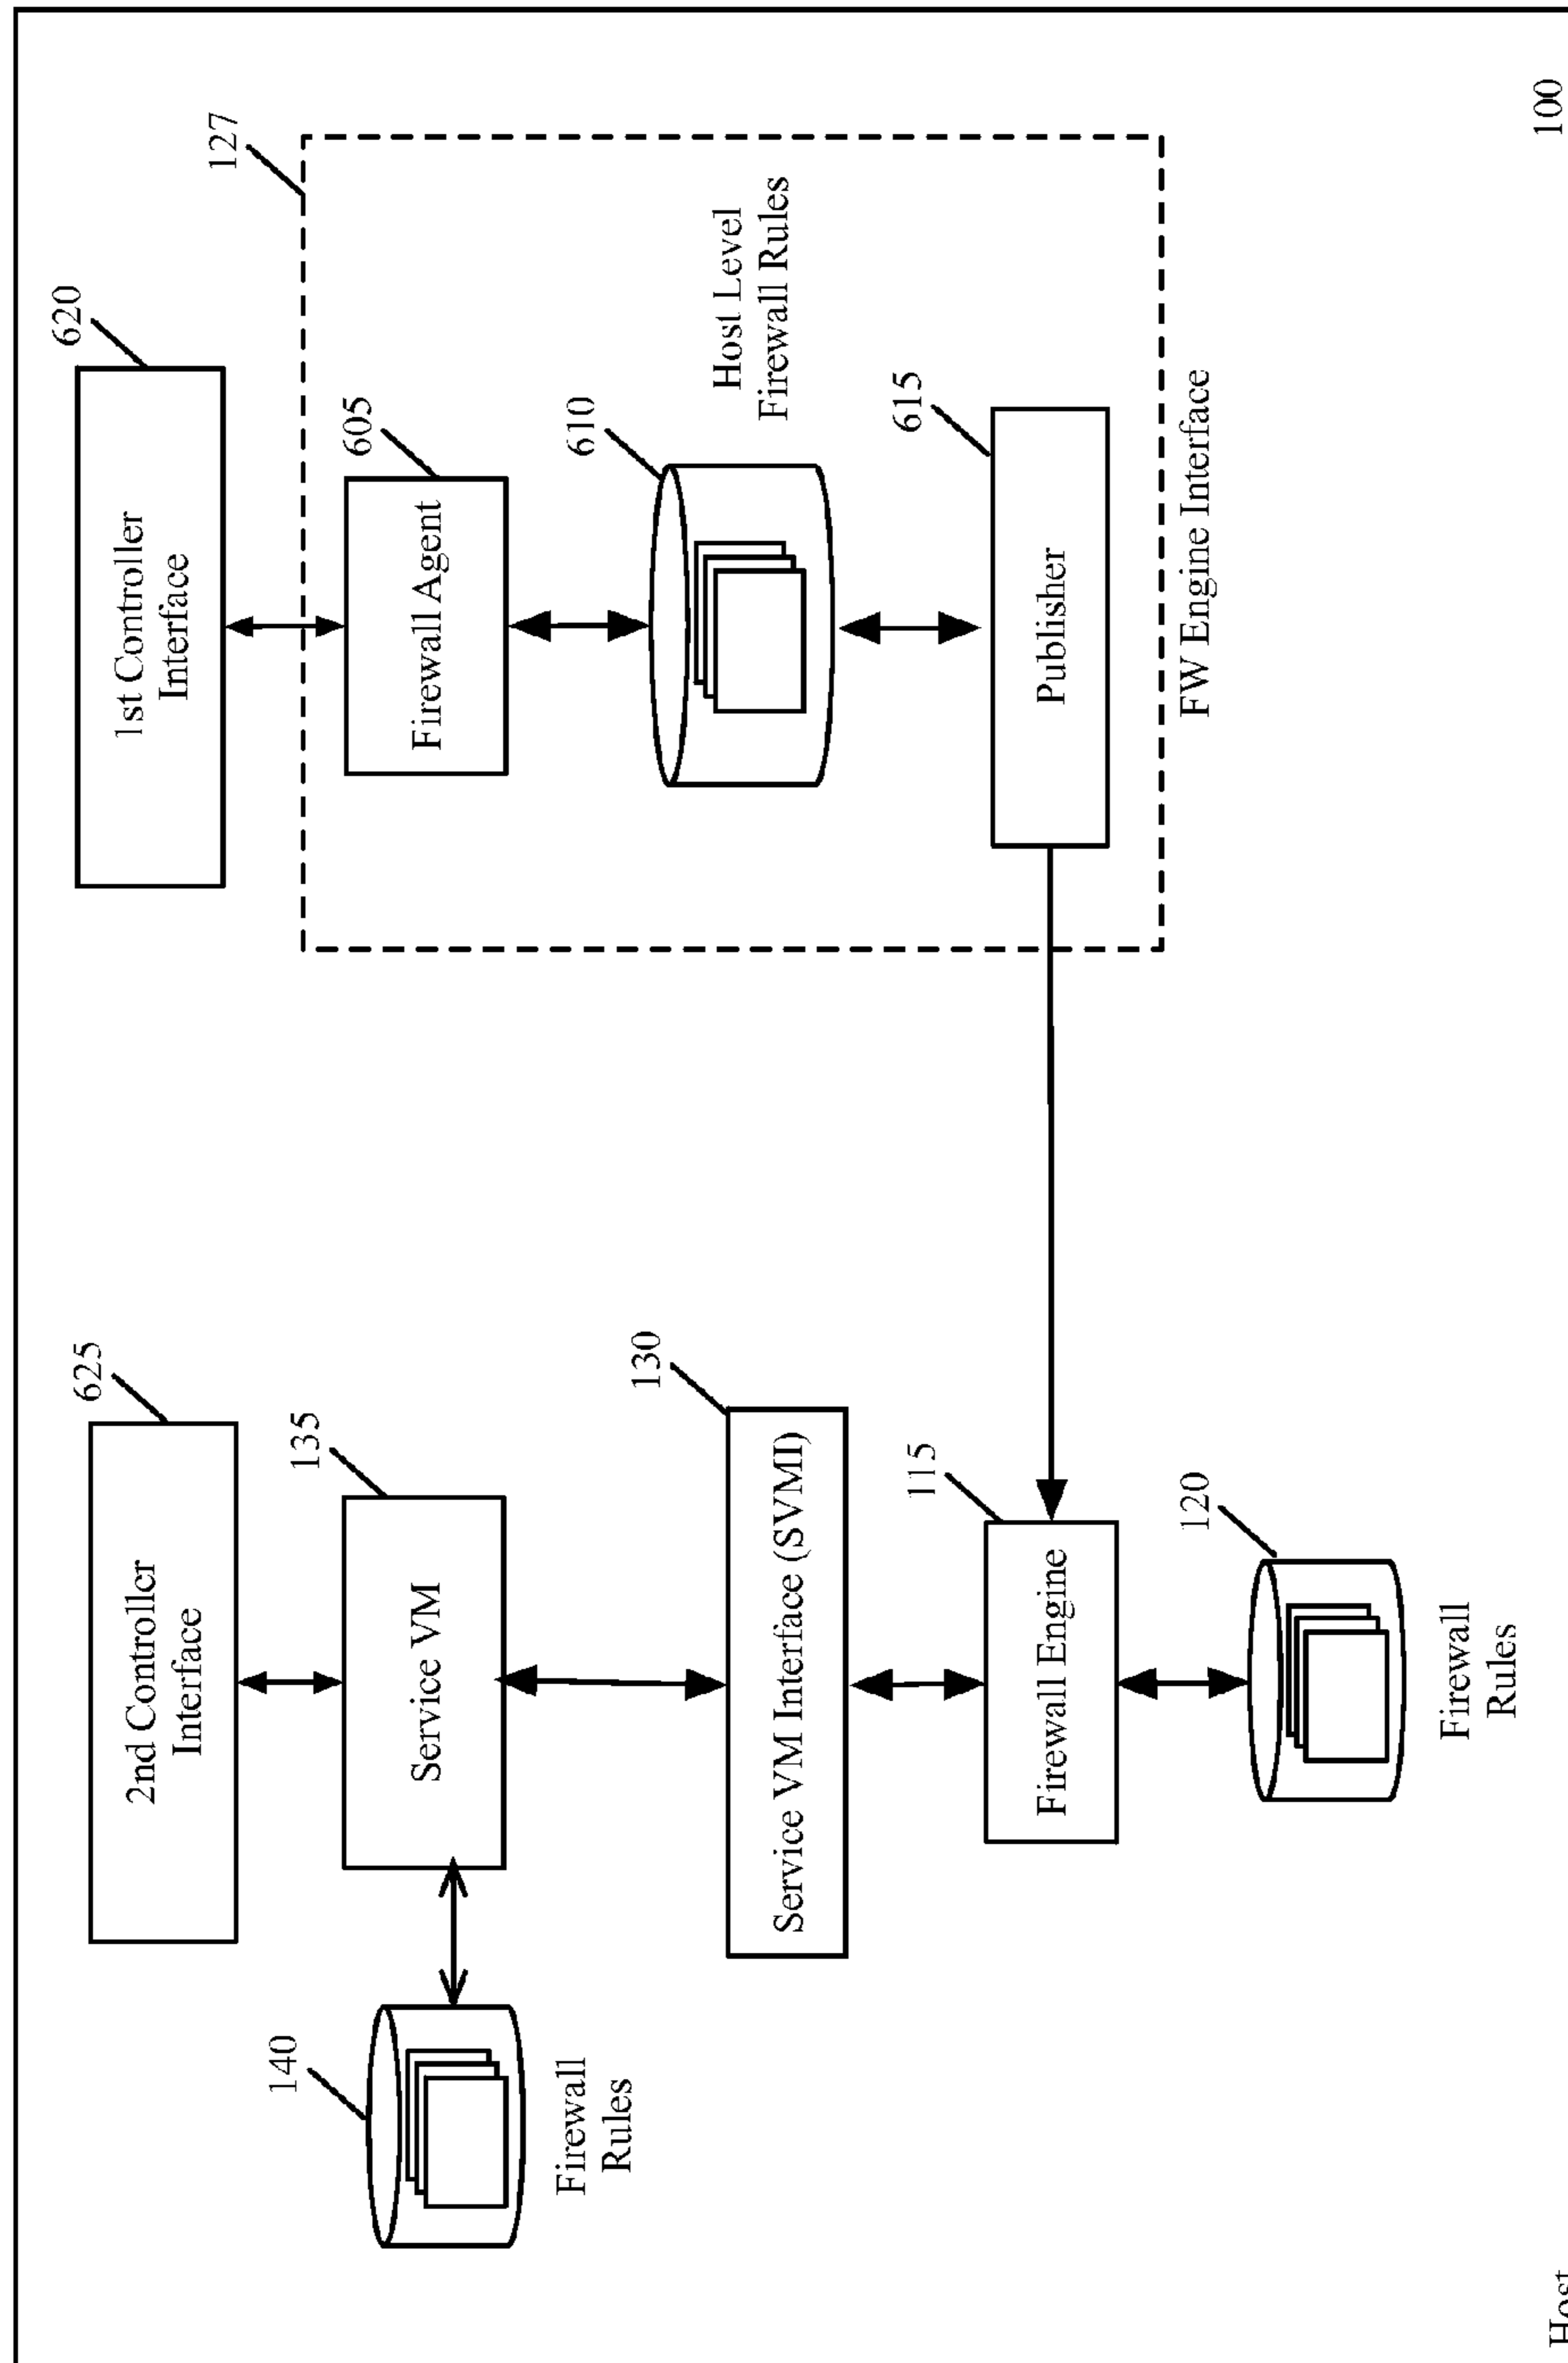 625
620
2nd Controller
Interface
1st Controller
Interface
127
140
135
605
Service VM
Firewall Agent
Firewall
Rules
610
130
Host Level
Firewall Rules
Service VM Interface (SVMI)
115
615
Firewall Engine
Publisher
120
FW Engine Interface
Firewall
Rules
Host
100